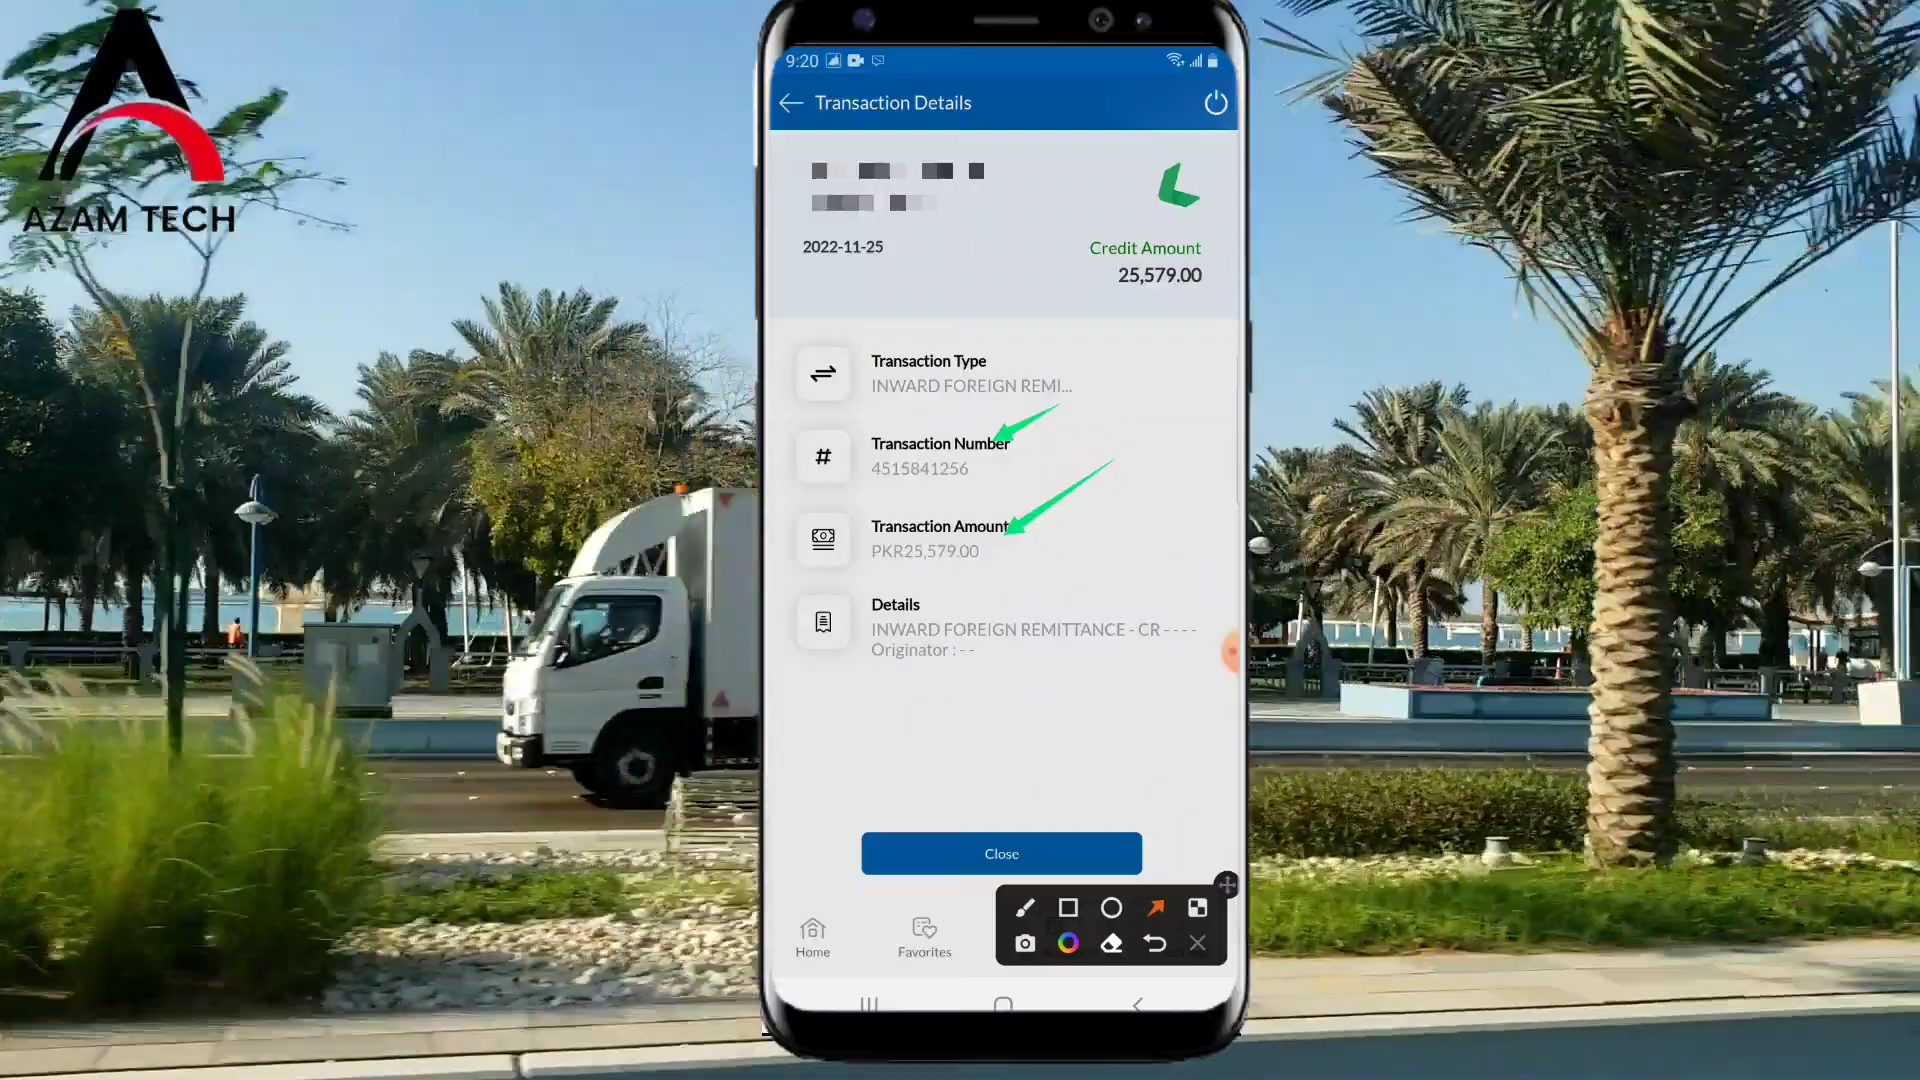 AZAM TECH
9:20
Transaction Details
2022-11-25
Credit Amount
25,579.00
Transaction Type
INWARD FOREIGN REMI...
Transaction Number
4515841256
Transaction Amount
PKR25,579.00
Details
INWARD FOREIGN REMITTANCE - CR - - - -
Originator : - -
Close
Home
Favorites